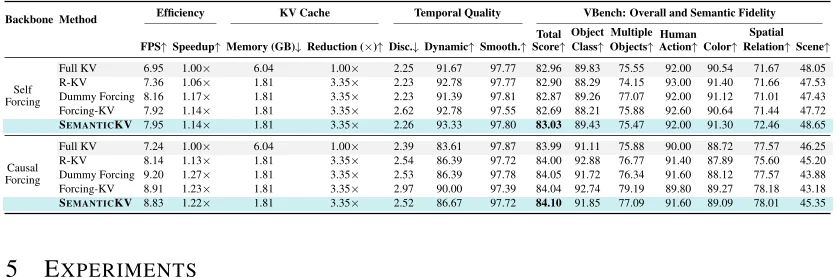 Backbone Method Efficiency KV Cache Temporal Quality VBench: Overall and Semantic Fidelity
FPS↑ Speedup↑ Memory (GB)↓ Reduction (×)↑ Disc.↓ Dynamic↑ Smooth.↑ Total Score↑ Object Class↑ Multiple Objects↑ Human Action↑ Color↑ Spatial Relation↑ Scene↑
Self Forcing
Full KV 6.95 1.00× 6.04 1.00× 2.25 91.67 97.77 82.96 89.83 75.55 92.00 90.54 71.67 48.05
R-KV 7.36 1.06× 1.81 3.35× 2.23 92.78 97.77 82.90 88.29 74.15 93.00 91.40 71.66 47.53
Dummy Forcing 8.16 1.17× 1.81 3.35× 2.23 91.39 97.81 82.87 89.26 77.07 92.00 91.12 71.01 47.43
Forcing-KV 7.92 1.14× 1.81 3.35× 2.62 92.78 97.55 82.69 88.21 75.88 92.60 90.64 71.44 47.72
SEMANTICKV 7.95 1.14× 1.81 3.35× 2.26 93.33 97.80 83.03 89.43 75.47 92.00 91.30 72.46 48.65
Causal Forcing
Full KV 7.24 1.00× 6.04 1.00× 2.39 83.61 97.87 83.99 91.11 75.88 90.00 88.72 77.57 46.25
R-KV 8.14 1.13× 1.81 3.35× 2.54 86.39 97.72 84.00 92.88 76.77 91.40 87.89 75.60 45.20
Dummy Forcing 9.20 1.27× 1.81 3.35× 2.53 86.39 97.78 84.05 91.72 76.34 91.60 88.12 77.57 43.88
Forcing-KV 8.91 1.23× 1.81 3.35× 2.97 90.00 97.39 84.04 92.74 79.19 89.80 89.27 78.18 43.18
SEMANTICKV 8.83 1.22× 1.81 3.35× 2.52 86.67 97.72 84.10 91.85 77.09 91.60 89.09 78.01 45.35
5 EXPERIMENTS